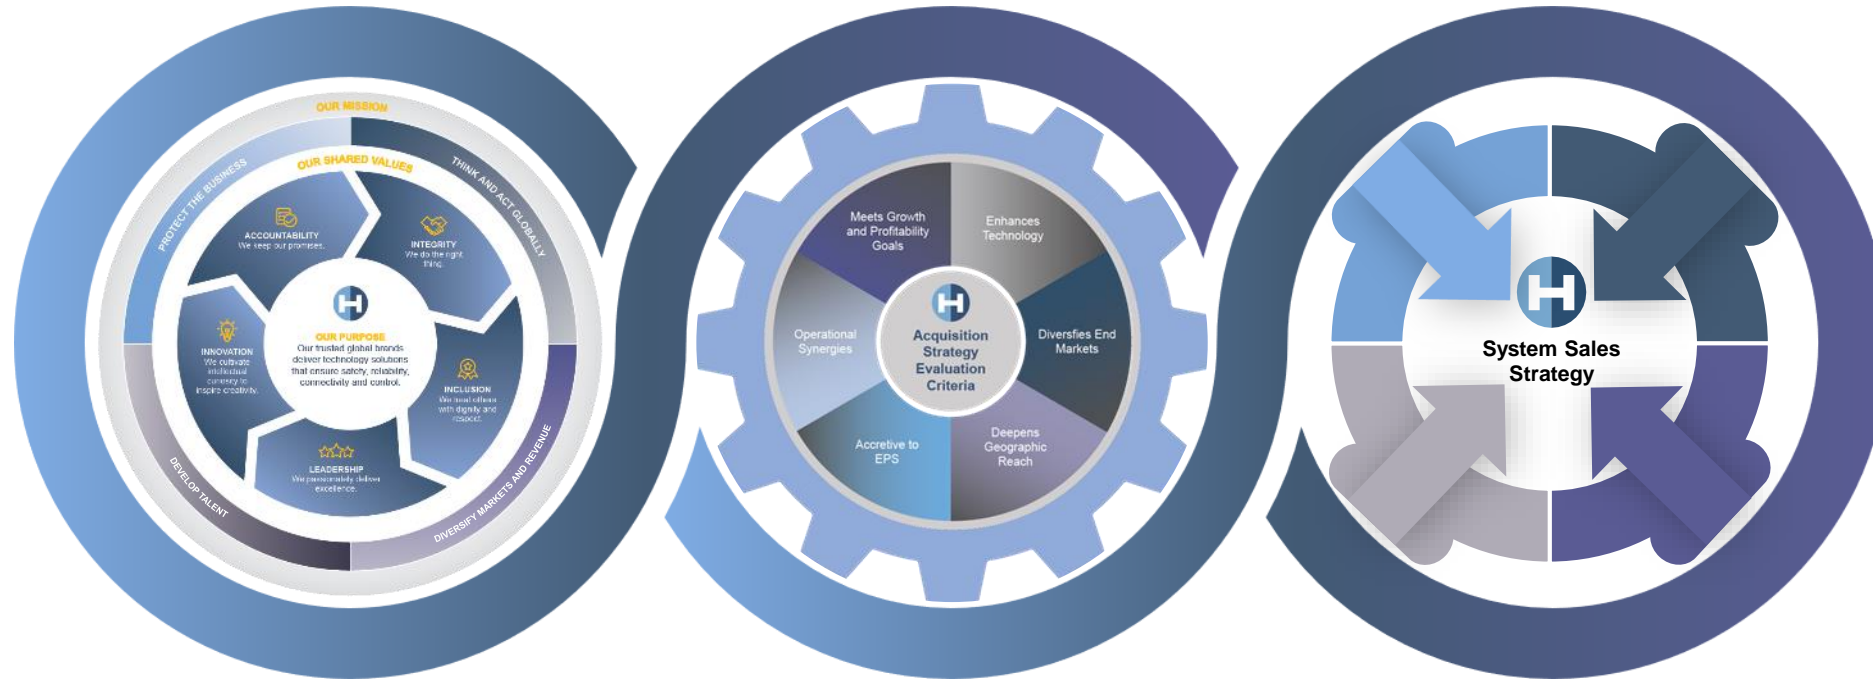 OUR MISSION
PROTECT THE BUSINESS
THINK AND ACT GLOBALLY
DIVERSIFY MARKETS AND REVENUE
DEVELOP TALENT
OUR SHARED VALUES
ACCOUNTABILITY
We keep our promises.
INTEGRITY
We do the right
thing.
INCLUSION
We treat others
with dignity and
respect.
LEADERSHIP
We passionately deliver
excellence.
INNOVATION
We cultivate
intellectual
curiosity to
inspire creativity.
H
OUR PURPOSE
Our trusted global brands
deliver technology solutions
that ensure safety, reliability,
connectivity and control.
Meets Growth
and Profitability
Goals
Enhances
Technology
Diversfies End
Markets
Deepens
Geographic
Reach
Accretive to
EPS
Operational
Synergies
H
Acquisition
Strategy
Evaluation
Criteria
H
System Sales
Strategy